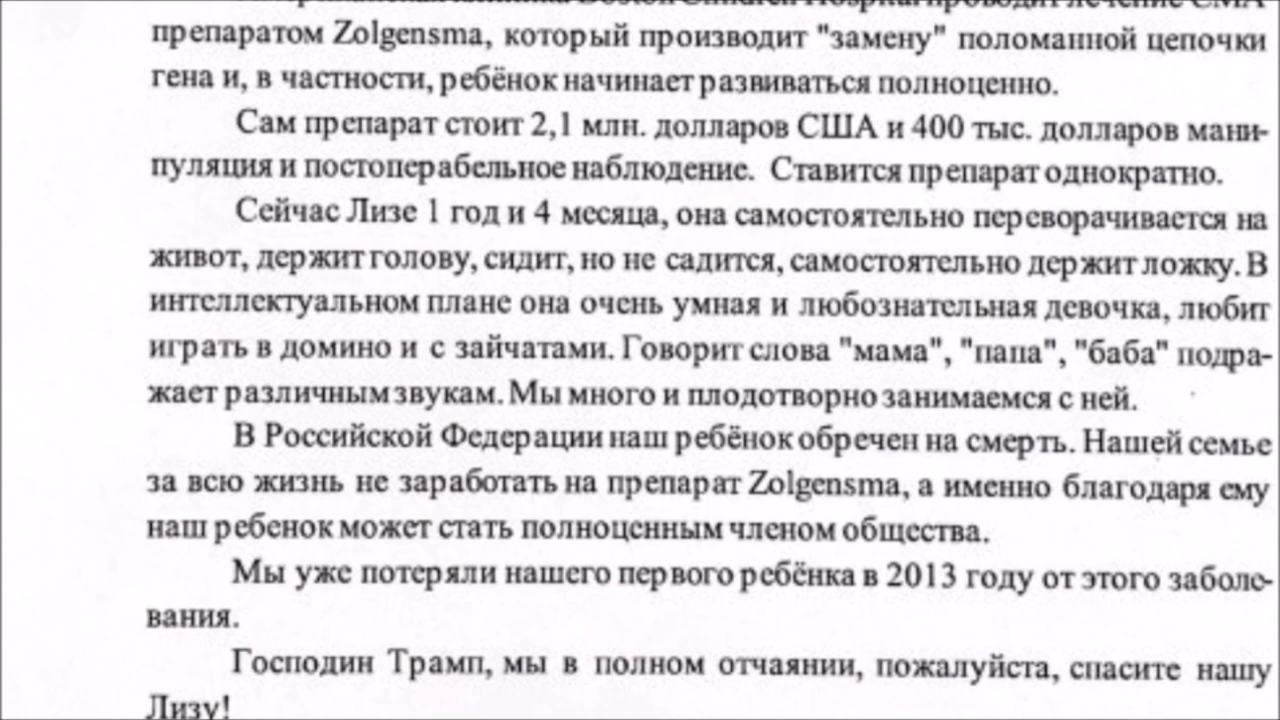 Boston Children Hospital проводит лечение СМА
препаратом Zolgensma, который производит "замену" поломанной цепочки
гена и, в частности, ребёнок начинает развиваться полноценно.
Сам препарат стоит 2,1 млн. долларов США и 400 тыс. долларов мани-
пуляция и постоперабельное наблюдение. Ставится препарат однократно.
Сейчас Лизе 1 год и 4 месяца, она самостоятельно переворачивается на
живот, держит голову, сидит, но не садится, самостоятельно держит ложку. В
интеллектуальном плане она очень умная и любознательная девочка, любит
играть в домино и с зайчатами. Говорит слова "мама", "папа", "баба" подра-
жает различным звукам. Мы много и плодотворно занимаемся с ней.
В Российской Федерации наш ребёнок обречен на смерть. Нашей семье
за всю жизнь не заработать на препарат Zolgensma, а именно благодаря ему
наш ребенок может стать полноценным членом общества.
Мы уже потеряли нашего первого ребёнка в 2013 году от этого заболе-
вания.
Господин Трамп, мы в полном отчаянии, пожалуйста, спасите нашу
Лизу!